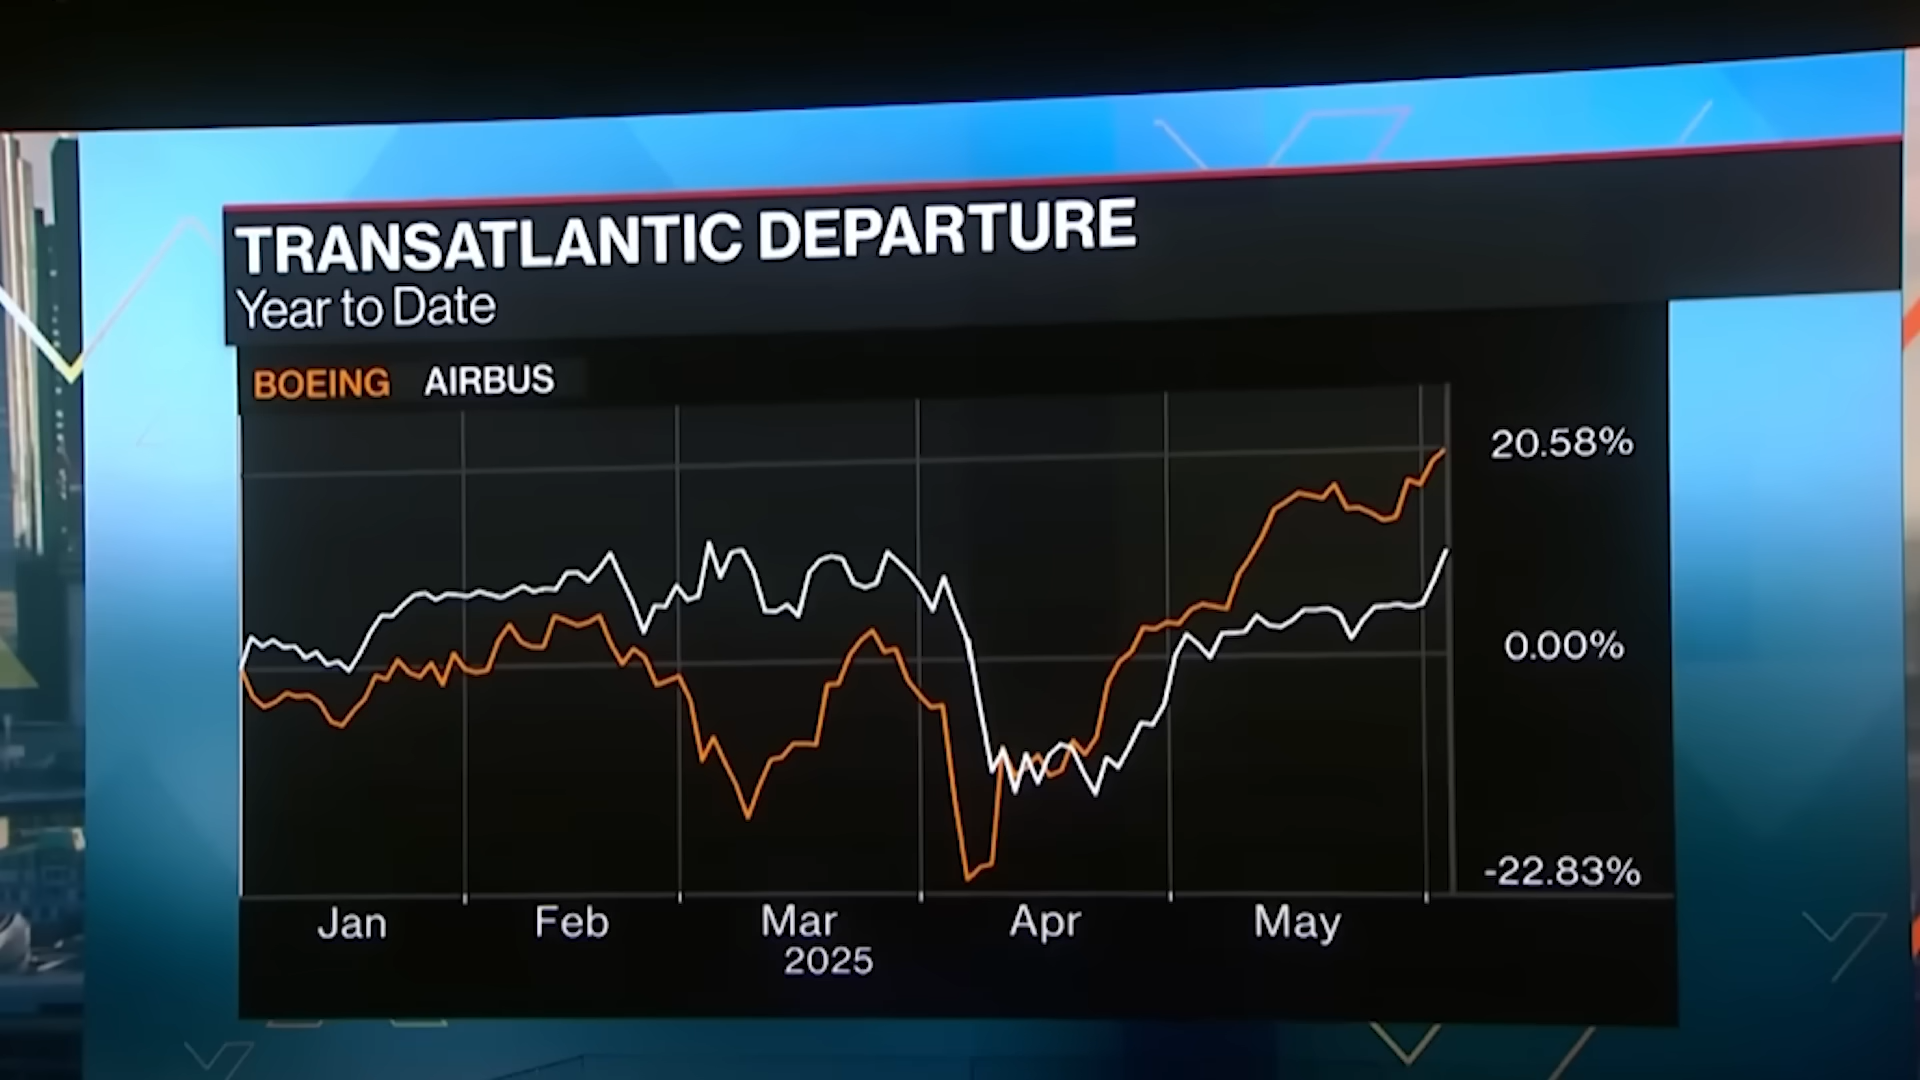 TRANSATLANTIC DEPARTURE
Year to Date
BOEING AIRBUS
20.58%
0.00%
-22.83%
Jan Feb Mar Apr May
2025